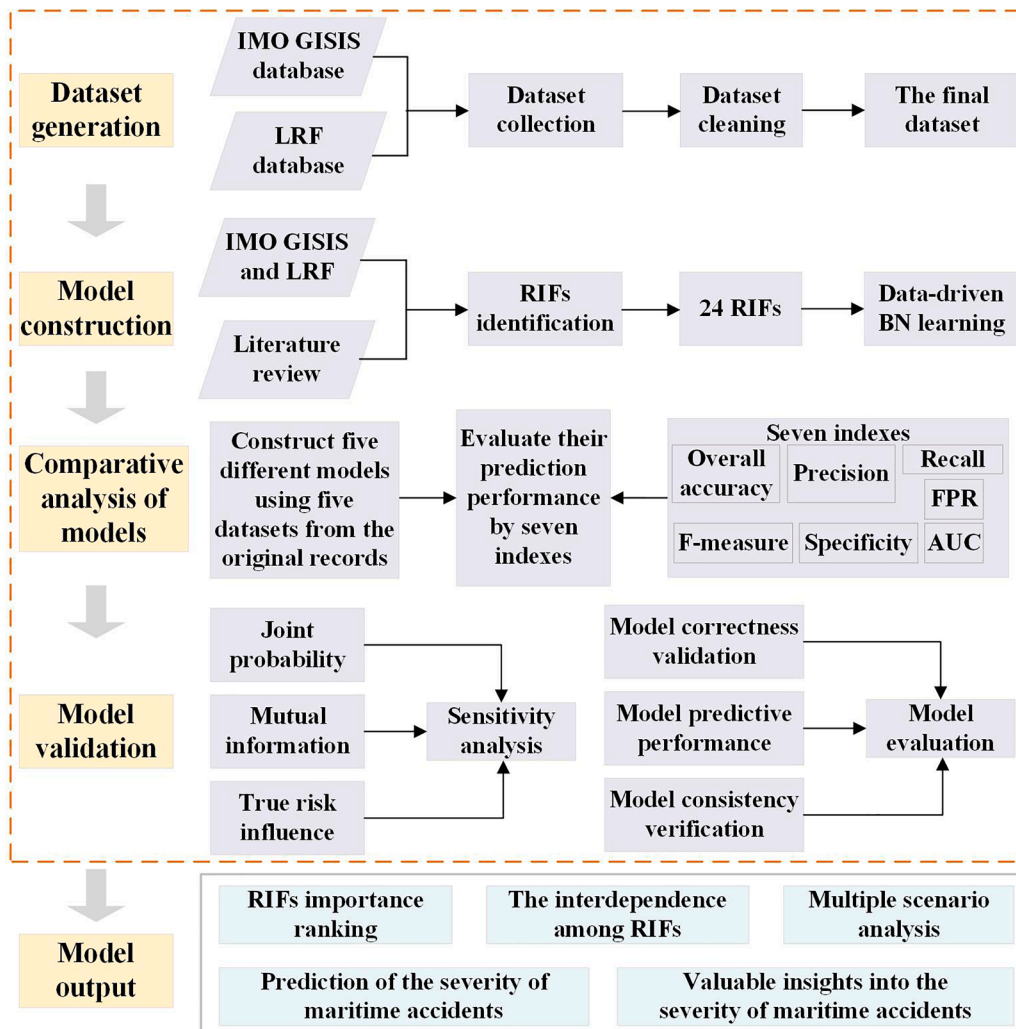 Dataset
generation
IMO GISIS
database
LRF
database
Dataset
collection
Dataset
cleaning
The final
dataset
Model
construction
IMO GISIS
and LRF
Literature
review
RIFs
identification
24 RIFs
Data-driven
BN learning
Comparative
analysis of
models
Construct five
different models
using five
datasets from the
original records
Evaluate their
prediction
performance
by seven
indexes
Seven indexes
Overall
accuracy
Precision
Recall
FPR
F-measure
Specificity
AUC
Model
validation
Joint
probability
Mutual
information
True risk
influence
Sensitivity
analysis
Model correctness
validation
Model predictive
performance
Model consistency
verification
Model
evaluation
Model
output
RIFs importance
ranking
The interdependence
among RIFs
Multiple scenario
analysis
Prediction of the severity of
maritime accidents
Valuable insights into the
severity of maritime accidents